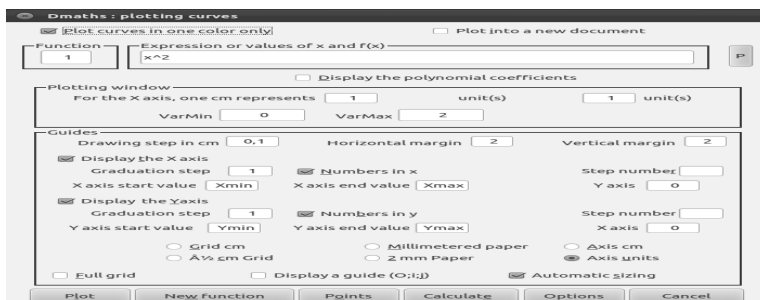 Dmaths : plotting curves
Plot curves in one color only Plot into a new document
Function Expression or values of x and f(x)
1 x^2 P
Display the polynomial coefficients
Plotting window
For the X axis, one cm represents 1 unit(s) 1 unit(s)
VarMin 0 VarMax 2
Guides
Drawing step in cm 0,1 Horizontal margin 2 Vertical margin 2
Display the X axis
Graduation step 1 Numbers in x Step number
X axis start value Xmin X axis end value Xmax Y axis 0
Display the Yaxis
Graduation step 1 Numbers in y Step number
Y axis start value Ymin Y axis end value Ymax X axis 0
Grid cm Millimetered paper Axis cm
Â½ cm Grid 2 mm Paper Axis units
Full grid Display a guide (O;i;j) Automatic sizing
Plot New function Points Calculate Options Cancel